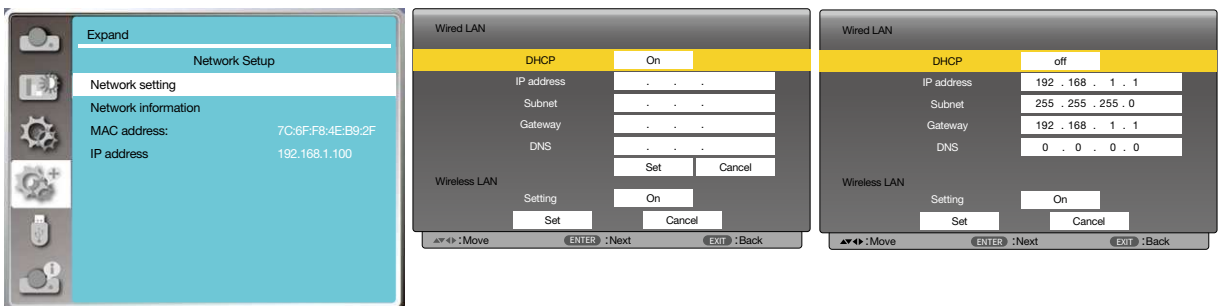 Expand
Network Setup
Network setting
Network information
MAC address: 7C:6F:F8:4E:B9:2F
IP address 192.168.1.100
Wired LAN
DHCP On
IP address . . .
Subnet . . .
Gateway . . .
DNS . . .
Set Cancel
Wireless LAN
Setting On
Set Cancel
:Move ENTER :Next EXIT :Back
Wired LAN
DHCP off
IP address 192 . 168 . 1 . 1
Subnet 255 . 255 . 255 . 0
Gateway 192 . 168 . 1 . 1
DNS 0 . 0 . 0 . 0
Wireless LAN
Setting On
Set Cancel
:Move ENTER :Next EXIT :Back